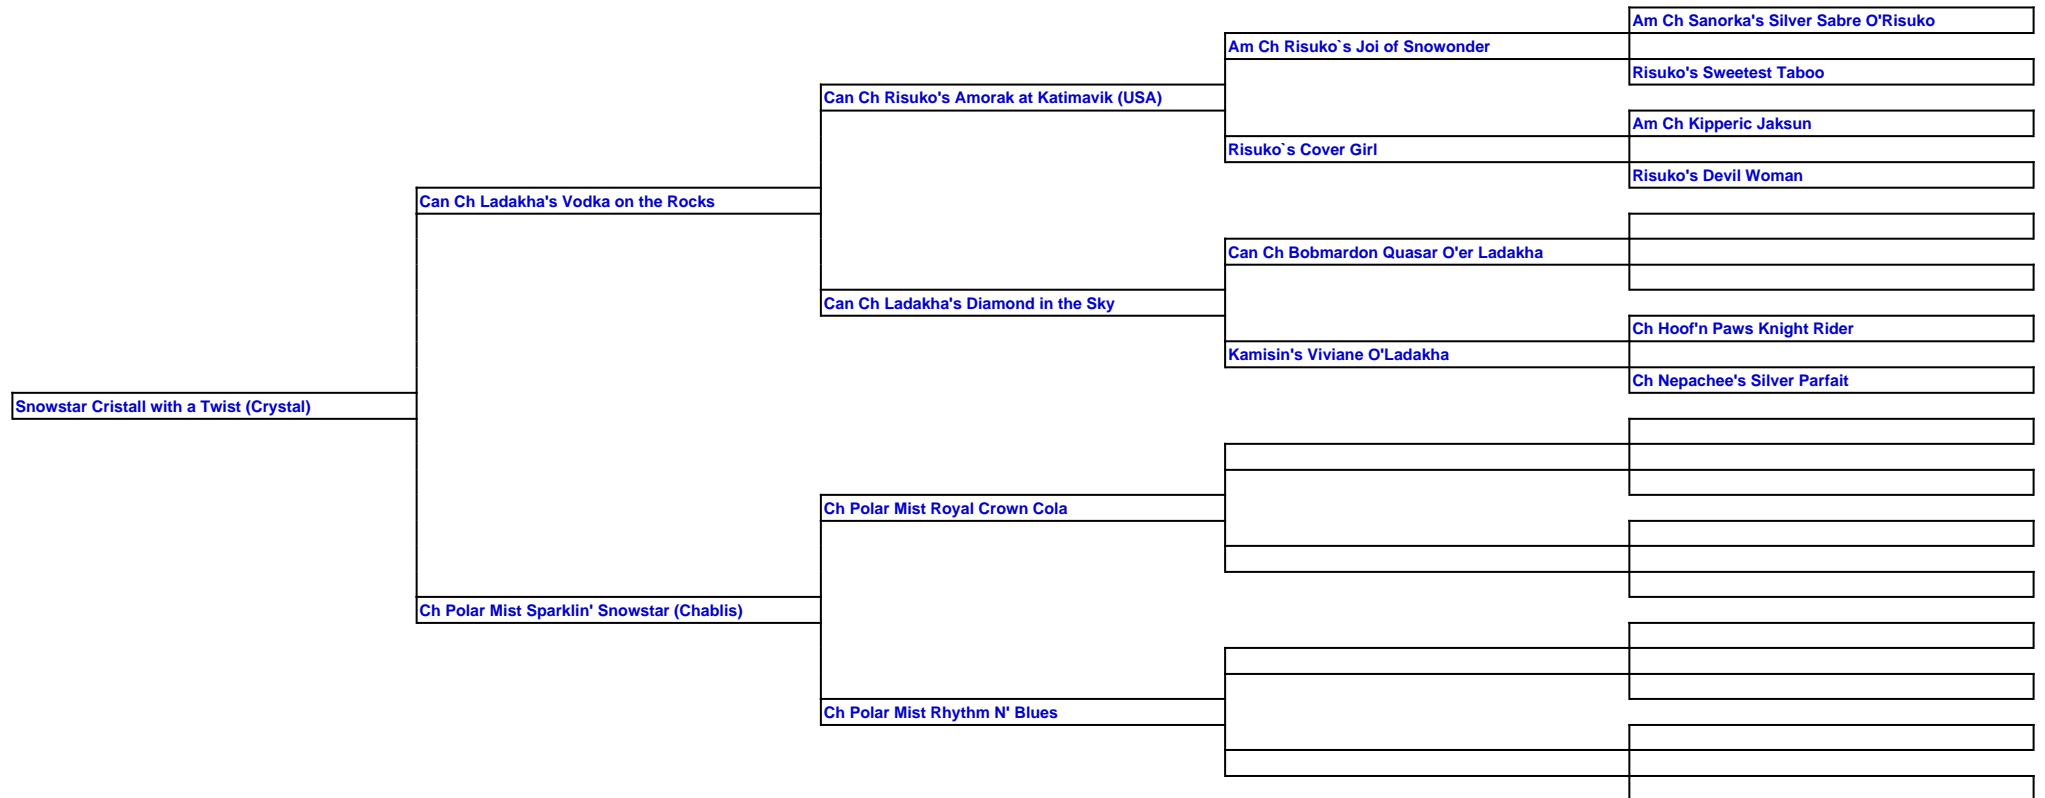 Am Ch Sanorka's Silver Sabre O'Risuko
Am Ch Risuko`s Joi of Snowonder
Risuko's Sweetest Taboo
Can Ch Risuko's Amorak at Katimavik (USA)
Am Ch Kipperic Jaksun
Risuko`s Cover Girl
Risuko's Devil Woman
Can Ch Ladakha's Vodka on the Rocks
Can Ch Bobmardon Quasar O'er Ladakha
Can Ch Ladakha's Diamond in the Sky
Ch Hoof'n Paws Knight Rider
Kamisin's Viviane O'Ladakha
Ch Nepachee's Silver Parfait
Snowstar Cristall with a Twist (Crystal)
Ch Polar Mist Royal Crown Cola
Ch Polar Mist Sparklin' Snowstar (Chablis)
Ch Polar Mist Rhythm N' Blues